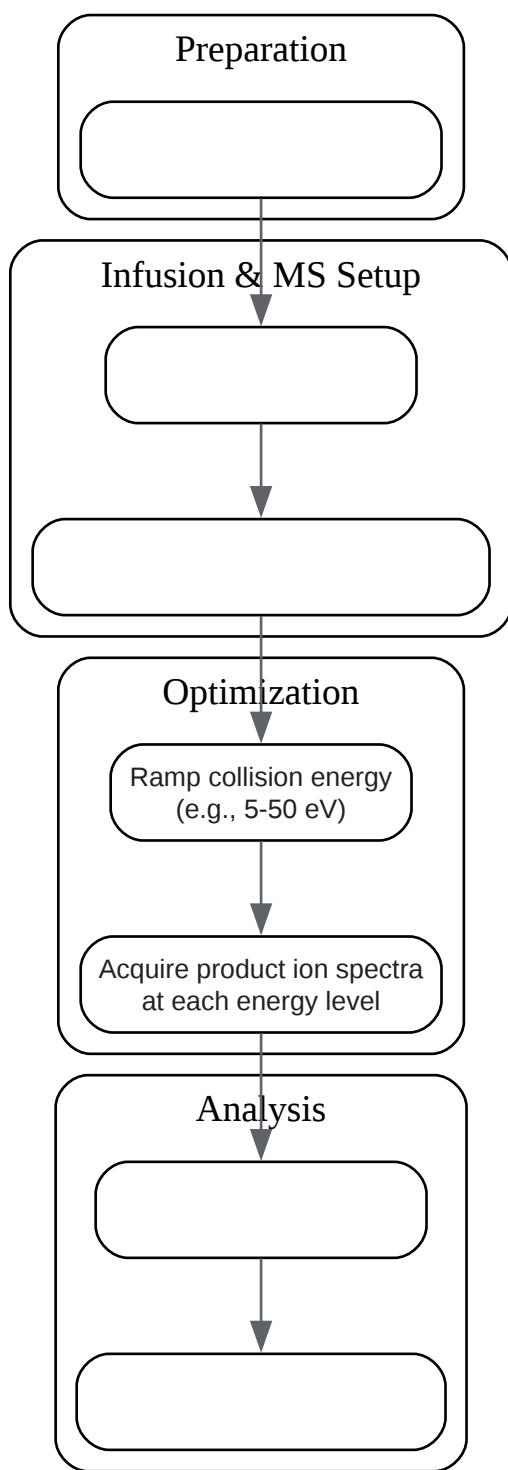 Preparation
Infusion & MS Setup
Optimization
Ramp collision energy
(e.g., 5-50 eV)
Acquire product ion spectra
at each energy level
Analysis